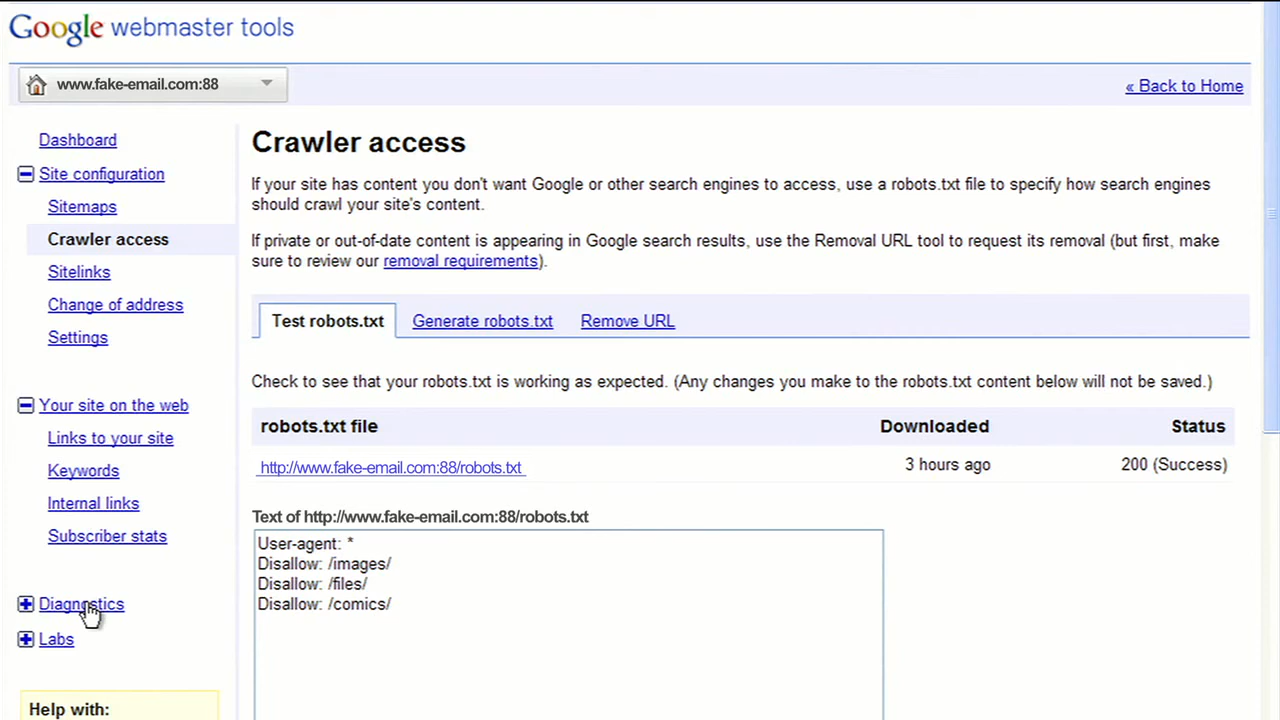 Google webmaster tools
www.fake-email.com:88
« Back to Home
Dashboard
Site configuration
Sitemaps
Crawler access
Sitelinks
Change of address
Settings
Your site on the web
Links to your site
Keywords
Internal links
Subscriber stats
Diagnostics
Labs
Help with:
Crawler access
If your site has content you don't want Google or other search engines to access, use a robots.txt file to specify how search engines
should crawl your site's content.
If private or out-of-date content is appearing in Google search results, use the Removal URL tool to request its removal (but first, make
sure to review our removal requirements).
Test robots.txt Generate robots.txt Remove URL
Check to see that your robots.txt is working as expected. (Any changes you make to the robots.txt content below will not be saved.)
robots.txt file Downloaded Status
http://www.fake-email.com:88/robots.txt 3 hours ago 200 (Success)
Text of http://www.fake-email.com:88/robots.txt
User-agent: *
Disallow: /images/
Disallow: /files/
Disallow: /comics/